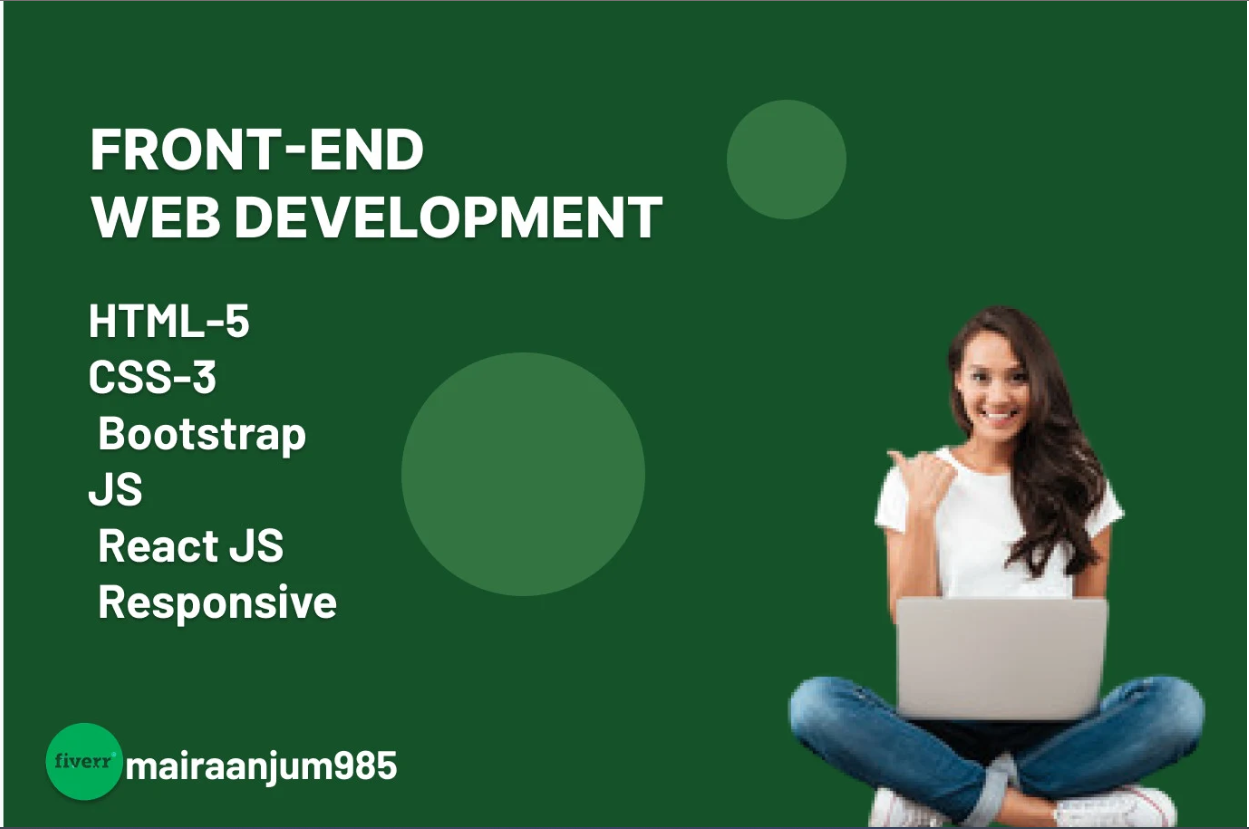 FRONT-END
WEB DEVELOPMENT
HTML-5
CSS-3
Bootstrap
JS
React JS
Responsive
fiverr
mairaanjum985